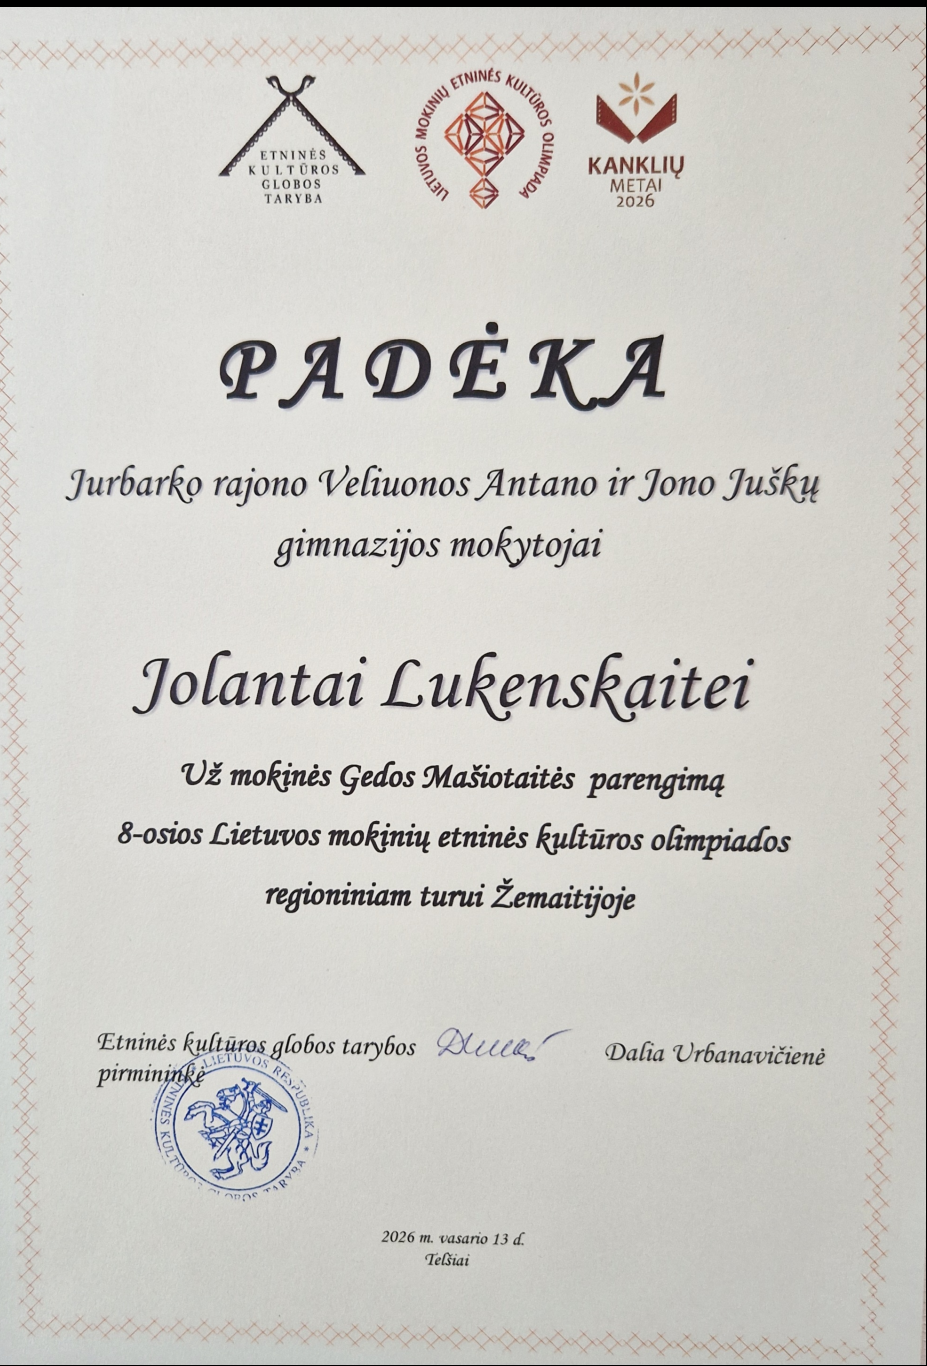 ETNINĖS
KULTŪROS
GLOBOS
TARYBA
LIETUVOS MOKINIŲ ETNINĖS KULTŪROS OLIMPIADA
KANKLIŲ
METAI
2026
PADĖKA
Jurbarko rajono Veliuonos Antano ir Jono Juškų
gimnazijos mokytojai
Jolantai Lukenskaitei
Už mokinės Gedos Mašiotaitės parengimą
8-osios Lietuvos mokinių etninės kultūros olimpiados
regioniniam turui Žemaitijoje
Etninės kultūros globos tarybos
pirmininkė
Dalia Urbanavičienė
LIETUVOS RESPUBLIKA
ETNINĖS KULTŪROS GLOBOS TARYBA
2026 m. vasario 13 d.
Telšiai